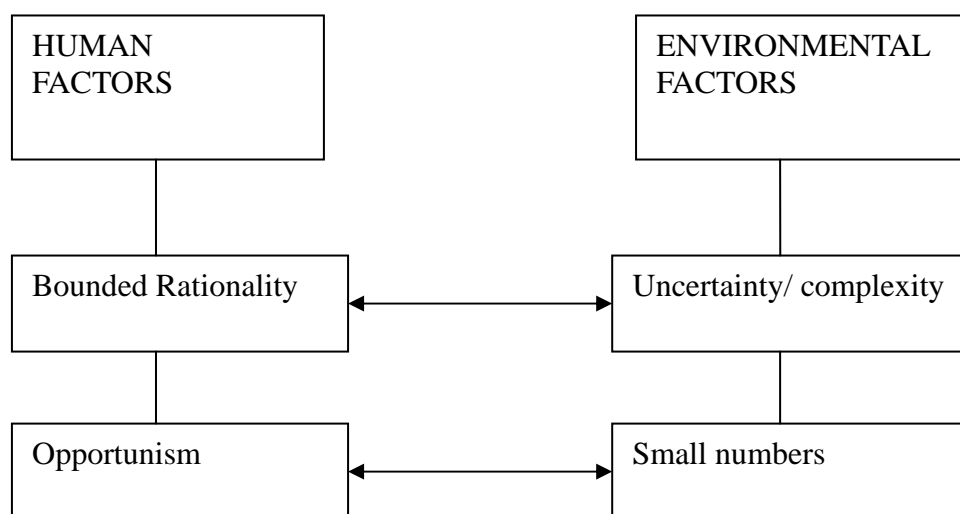 HUMAN
FACTORS
ENVIRONMENTAL
FACTORS
Bounded Rationality
Uncertainty/ complexity
Opportunism
Small numbers